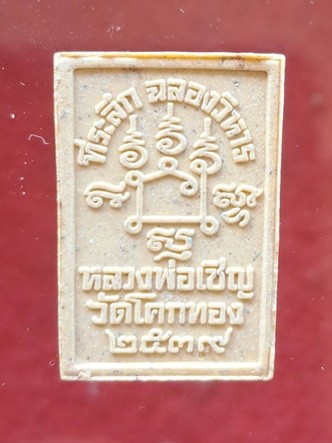 ที่ระลึก ฉลองวิหาร
หลวงพ่อเชิญ
วัดโคกทอง
๒๕๓๙